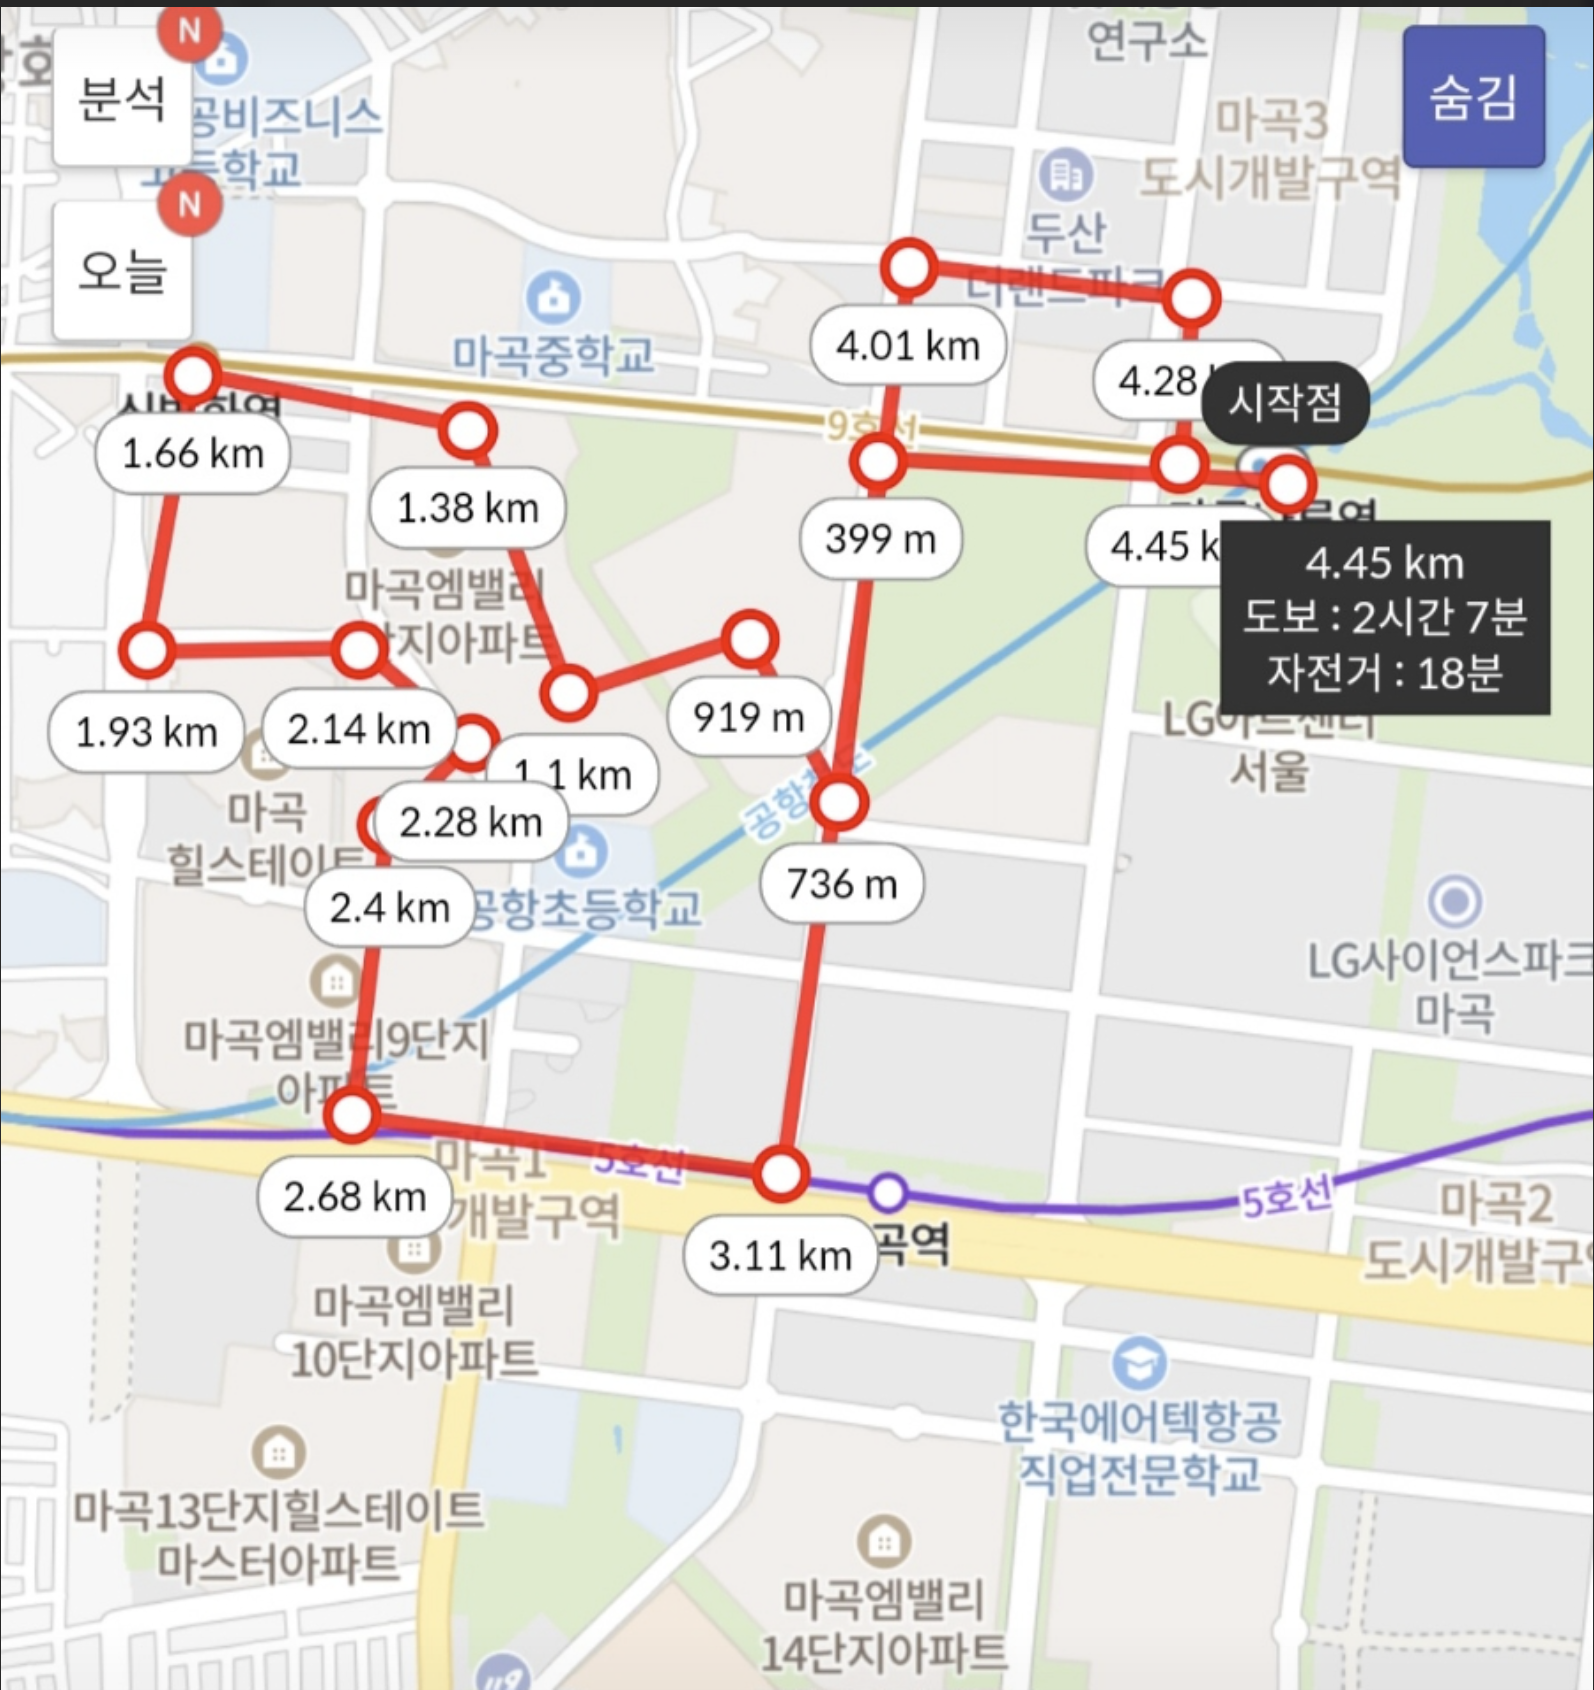 연구소
N
분석
숨김
공비즈니스
고등학교
마곡3
도시개발구역
N
오늘
두산
더랜드파크
마곡중학교
4.01 km
4.28
시작점
9호선
1.66 km
1.38 km
399 m
4.45 k
4.45 km
도보 : 2시간 7분
자전거 : 18분
마곡엠밸리
단지아파트
1.93 km
2.14 km
919 m
LG아트센터
서울
1.1 km
마곡
힐스테이트
2.28 km
공항철도
2.4 km
736 m
공항초등학교
LG사이언스파크
마곡
마곡엠밸리9단지
아파트
5호선
마곡1
개발구역
2.68 km
3.11 km
곡역
5호선
마곡2
도시개발구역
마곡엠밸리
10단지아파트
한국에어텍항공
직업전문학교
마곡13단지힐스테이트
마스터아파트
마곡엠밸리
14단지아파트
119